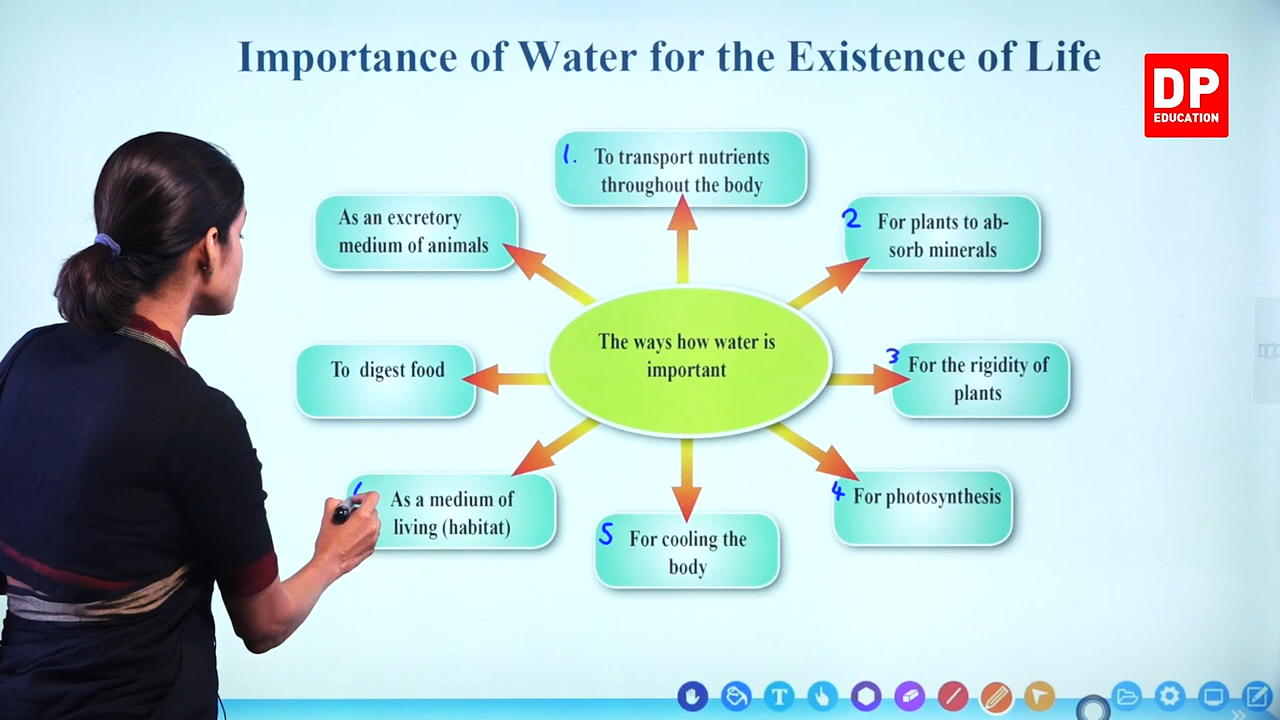 Importance of Water for the Existence of Life
DP
EDUCATION
1. To transport nutrients
throughout the body
As an excretory
medium of animals
2 For plants to ab-
sorb minerals
The ways how water is
important
To digest food
3 For the rigidity of
plants
As a medium of
living (habitat)
4 For photosynthesis
5 For cooling the
body
T